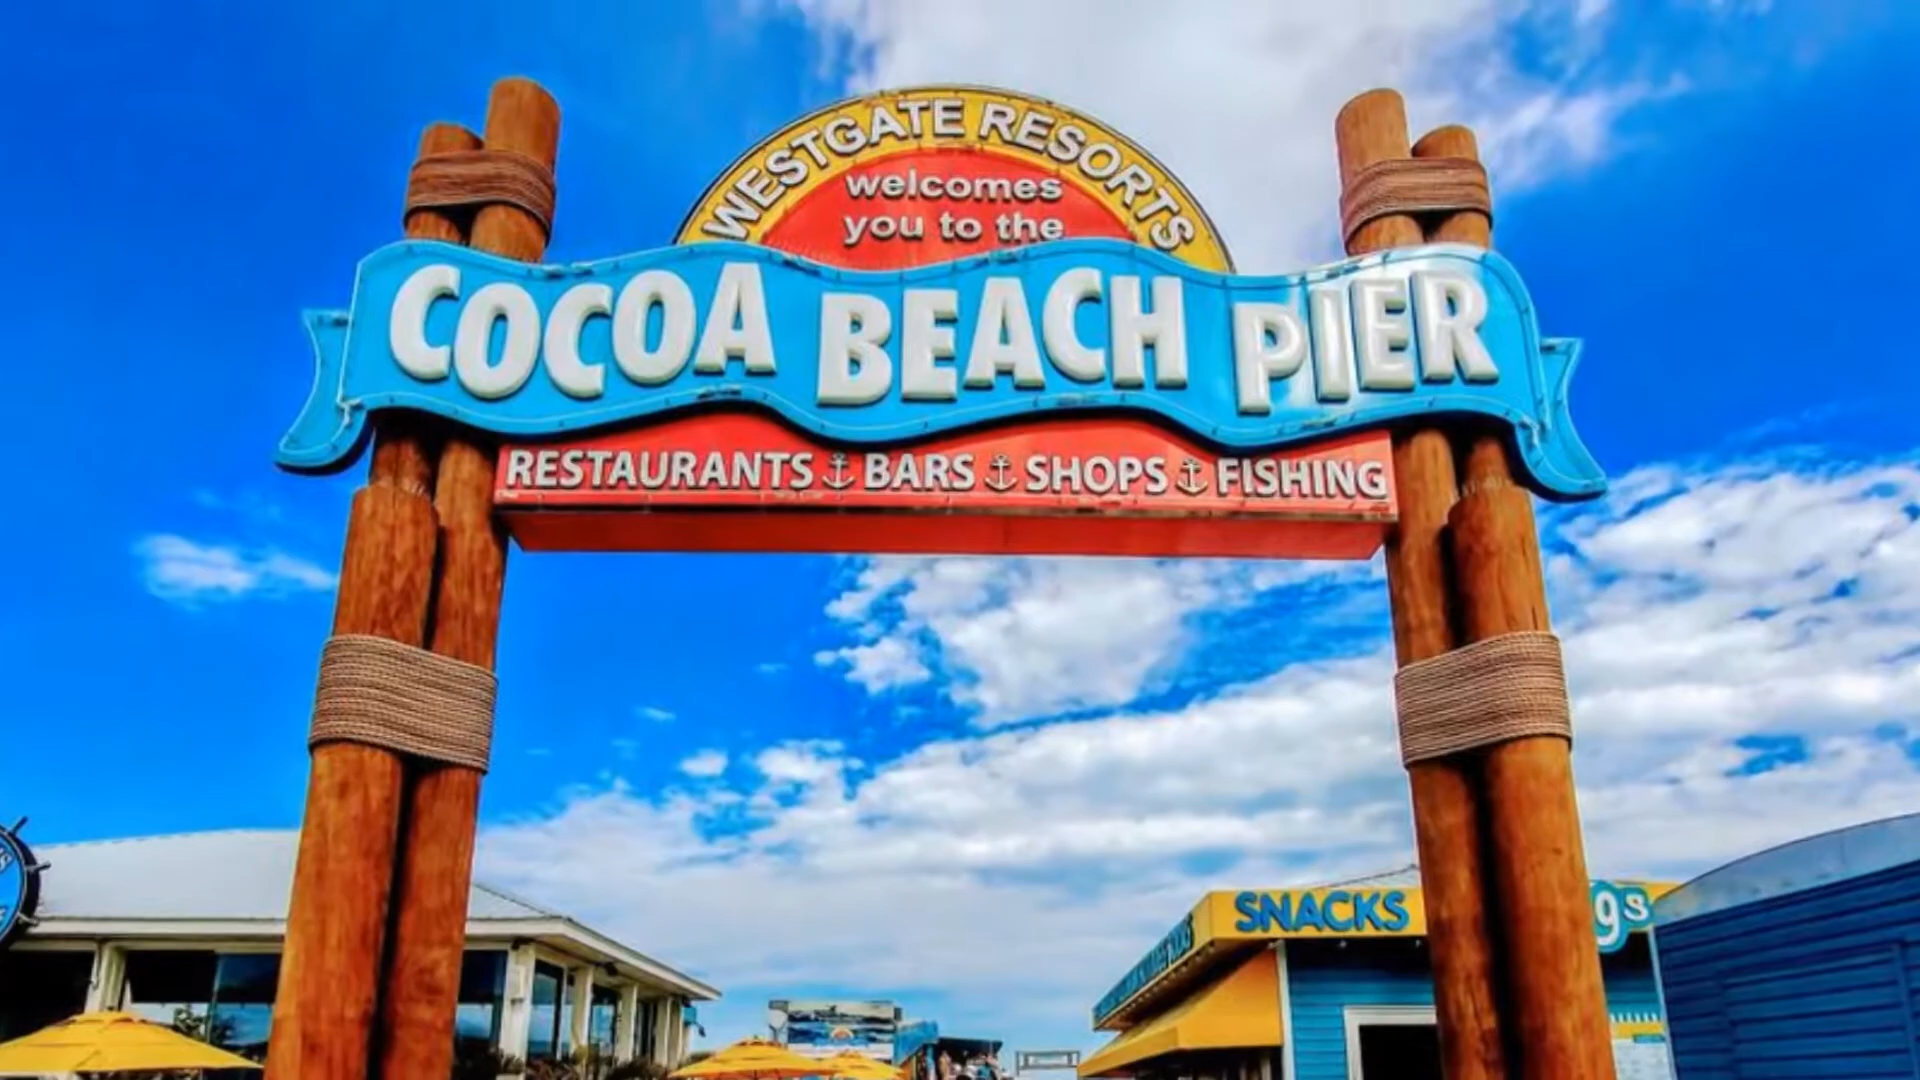 WESTGATE RESORTS
welcomes
you to the
COCOA BEACH PIER
RESTAURANTS BARS SHOPS FISHING
SNACKS